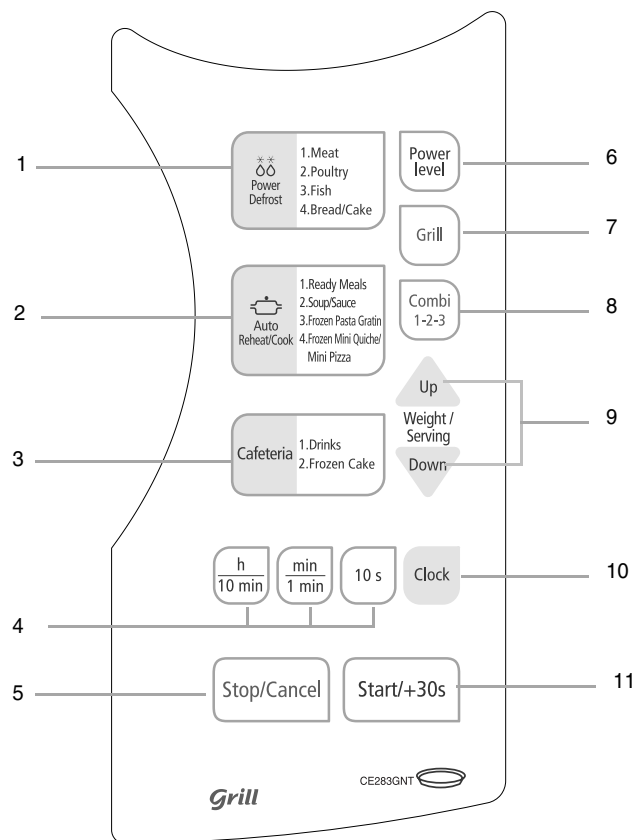 1
Power
Defrost
1.Meat
2.Poultry
3.Fish
4.Bread/Cake
Power
level
6
Grill
7
2
Auto
Reheat/Cook
1.Ready Meals
2.Soup/Sauce
3.Frozen Pasta Gratin
4.Frozen Mini Quiche/
Mini Pizza
Combi
1-2-3
8
Up
Weight /
Serving
Down
9
3
Cafeteria
1.Drinks
2.Frozen Cake
h
10 min
min
1 min
10 s
Clock
10
4
5
Stop/Cancel
Start/+30s
11
Grill
CE283GNT